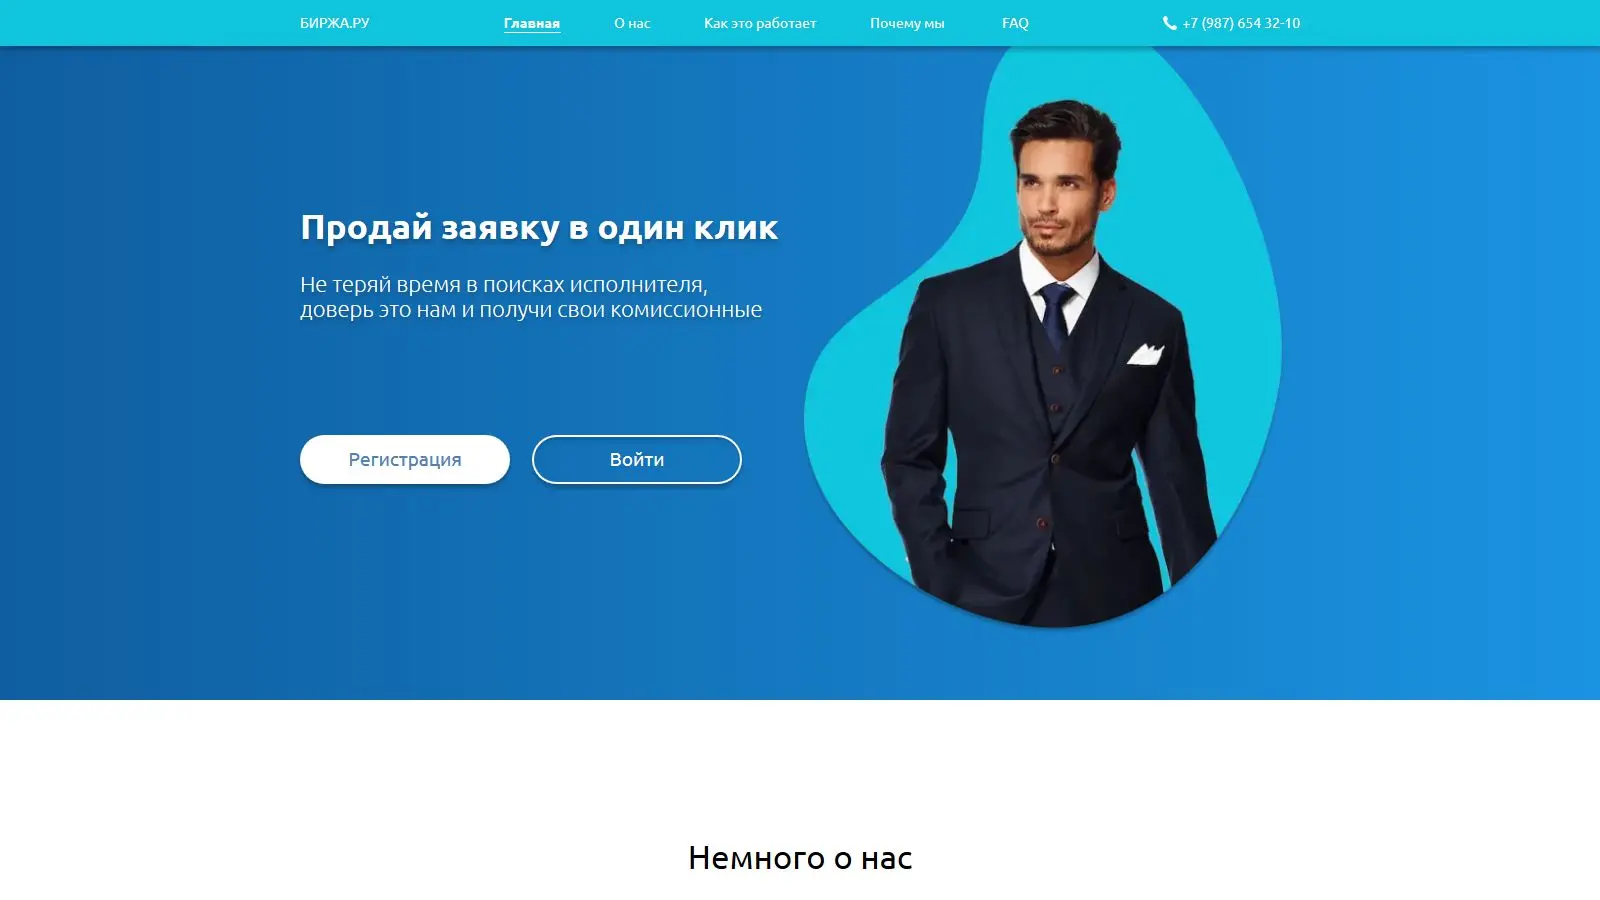 БИРЖА.РУ
Главная
О нас
Как это работает
Почему мы
FAQ
+7 (987) 654 32-10
Продай заявку в один клик
Не теряй время в поисках исполнителя,
доверь это нам и получи свои комиссионные
Регистрация
Войти
Немного о нас